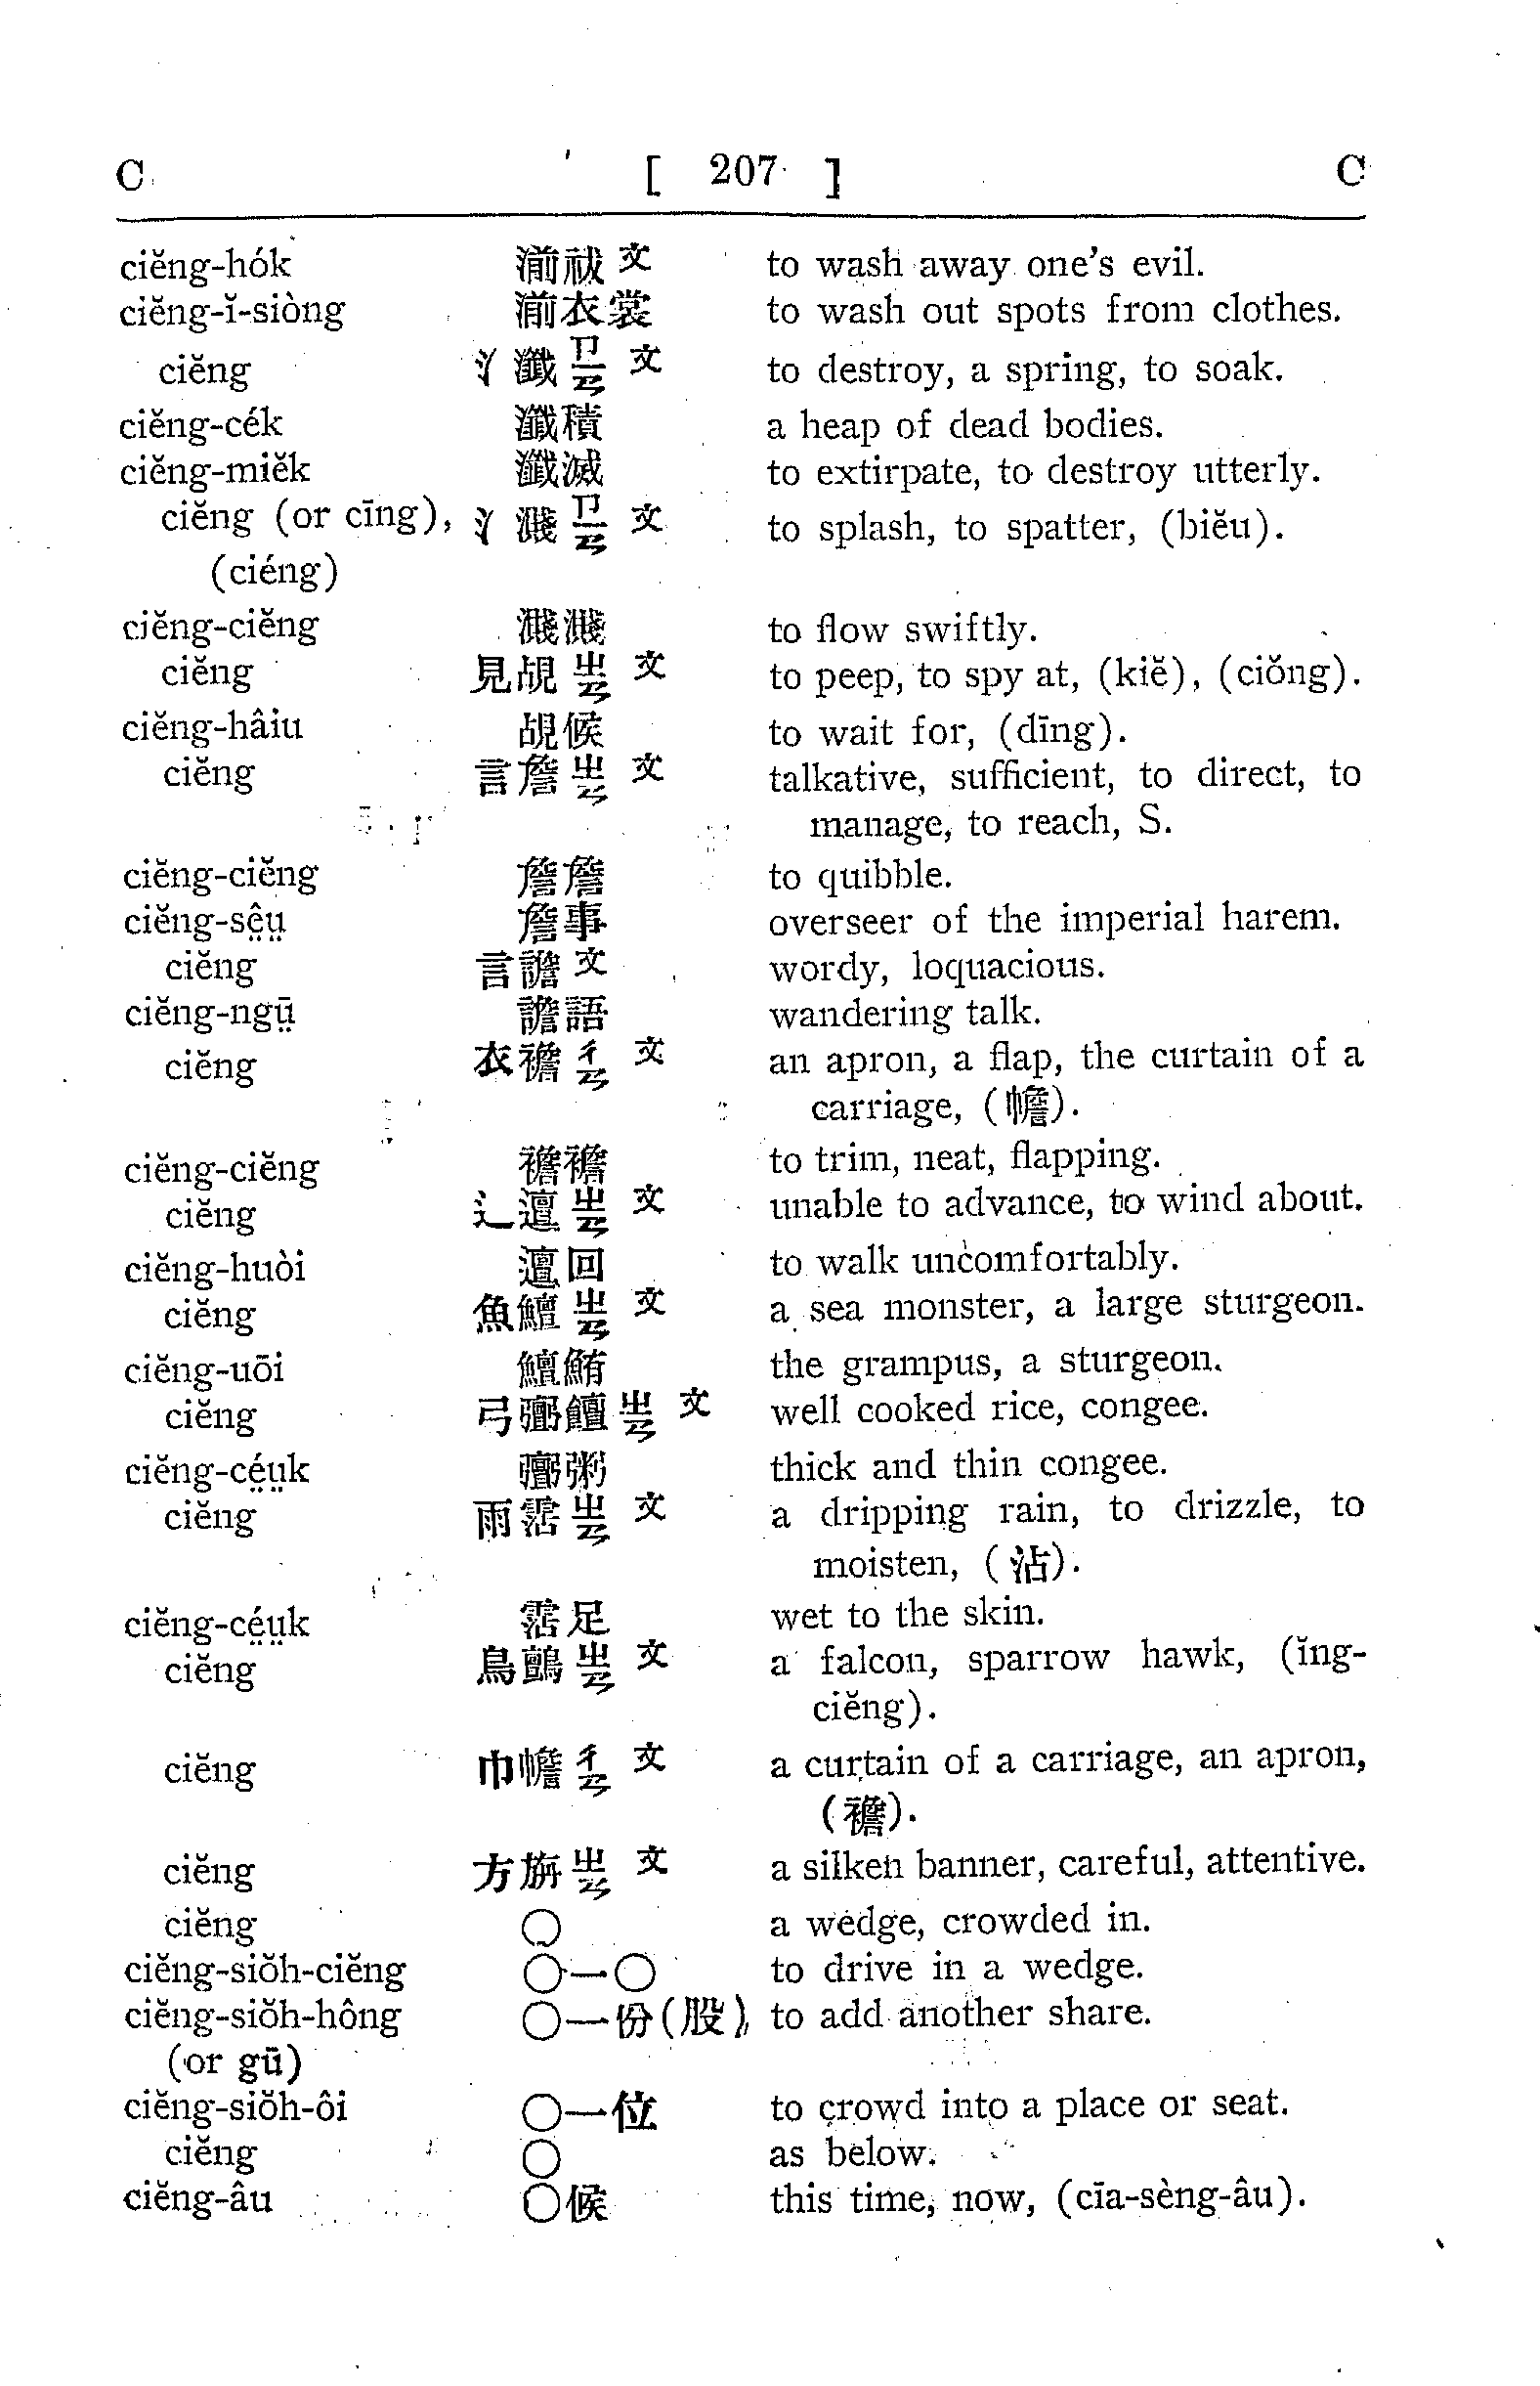 C [ 207 ] C
ciĕng-hók 湔祓 文 to wash away one's evil.
ciĕng-ĭ-siòng 湔衣裳 to wash out spots from clothes.
ciĕng 氵瀸 ㄗㄧㄢ 文 to destroy, a spring, to soak.
ciĕng-cék 瀸積 a heap of dead bodies.
ciĕng-miĕk 瀸滅 to extirpate, to destroy utterly.
ciĕng (or cīng), 氵濺 ㄗㄧㄢ 文 to splash, to spatter, (biĕu).
(ciéng)
ciĕng-ciĕng 濺濺 to flow swiftly.
ciĕng 見覘 ㄓㄢ 文 to peep, to spy at, (kiĕ), (ciŏng).
ciĕng-hâiu 覘候 to wait for, (dīng).
ciĕng 言詹 ㄓㄢ 文 talkative, sufficient, to direct, to
manage, to reach, S.
ciĕng-ciĕng 詹詹 to quibble.
ciĕng-sê̤ṳ 詹事 overseer of the imperial harem.
ciĕng 言譫 文 wordy, loquacious.
ciĕng-ngṳ̄ 譫語 wandering talk.
ciĕng 衣襜 ㄔㄢ 文 an apron, a flap, the curtain of a
carriage, (幨).
ciĕng-ciĕng 襜襜 to trim, neat, flapping.
ciĕng 辶邅 ㄓㄢ 文 unable to advance, to wind about.
ciĕng-huòi 邅回 to walk uncomfortably.
ciĕng 魚鱣 ㄓㄢ 文 a sea monster, a large sturgeon.
ciĕng-uōi 鱣鮪 the grampus, a sturgeon.
ciĕng 弓饘 ㄓㄢ 文 well cooked rice, congee.
ciĕng-cé̤ṳk 粥 thick and thin congee.
ciĕng 雨霑 ㄓㄢ 文 a dripping rain, to drizzle, to
moisten, (沾).
ciĕng-cé̤ṳk 霑足 wet to the skin.
ciĕng 鳥鸇 ㄓㄢ 文 a falcon, sparrow hawk, (ĭng-
ciĕng).
ciĕng 巾幨 ㄔㄢ 文 a curtain of a carriage, an apron,
(襜).
ciĕng 方旃 ㄓㄢ 文 a silken banner, careful, attentive.
ciĕng ◯ a wedge, crowded in.
ciĕng-siŏh-ciĕng ◯一◯ to drive in a wedge.
ciĕng-siŏh-hông ◯一份(股), to add another share.
(or gū)
ciĕng-siŏh-ôi ◯一位 to crowd into a place or seat.
ciĕng ◯ as below.
ciĕng-âu ◯候 this time, now, (cīa-sèng-âu).